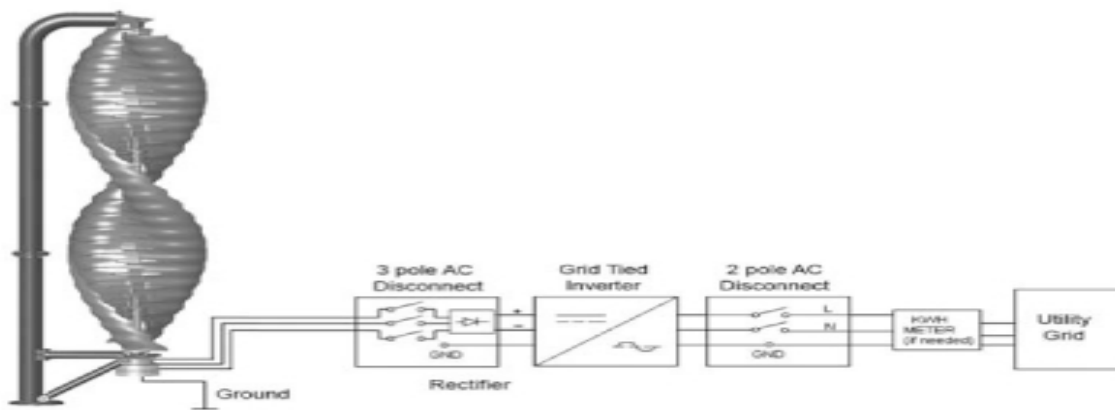 3 pole AC
Disconnect
Grid Tied
Inverter
2 pole AC
Disconnect
+
−
L
N
GND
GND
KWH
METER
(if needed)
Utility
Grid
Rectifier
Ground